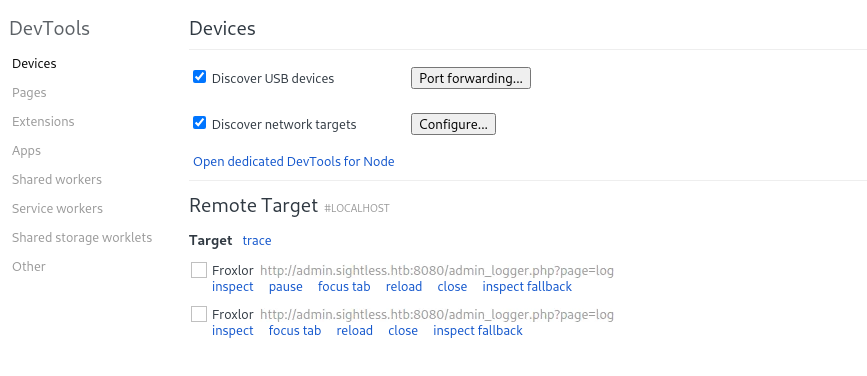 DevTools
Devices
Pages
Extensions
Apps
Shared workers
Service workers
Shared storage worklets
Other
Devices
Discover USB devices Port forwarding...
Discover network targets Configure...
Open dedicated DevTools for Node
Remote Target #LOCALHOST
Target trace
Froxlor http://admin.sightless.htb:8080/admin_logger.php?page=log
inspect pause focus tab reload close inspect fallback
Froxlor http://admin.sightless.htb:8080/admin_logger.php?page=log
inspect focus tab reload close inspect fallback